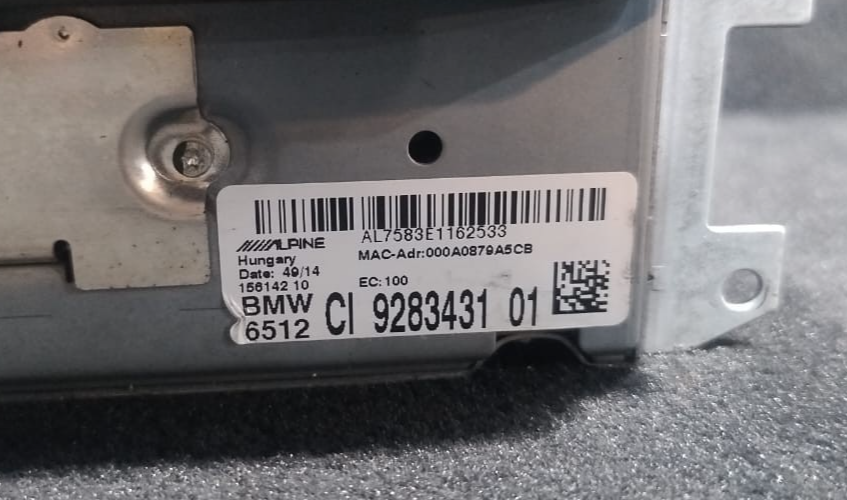 AL7583E1162533
ALPINE
MAC-Adr:000A0879A5CB
Hungary
Date: 49/14
156142 10
EC:100
BMW
6512
CI 9283431 01